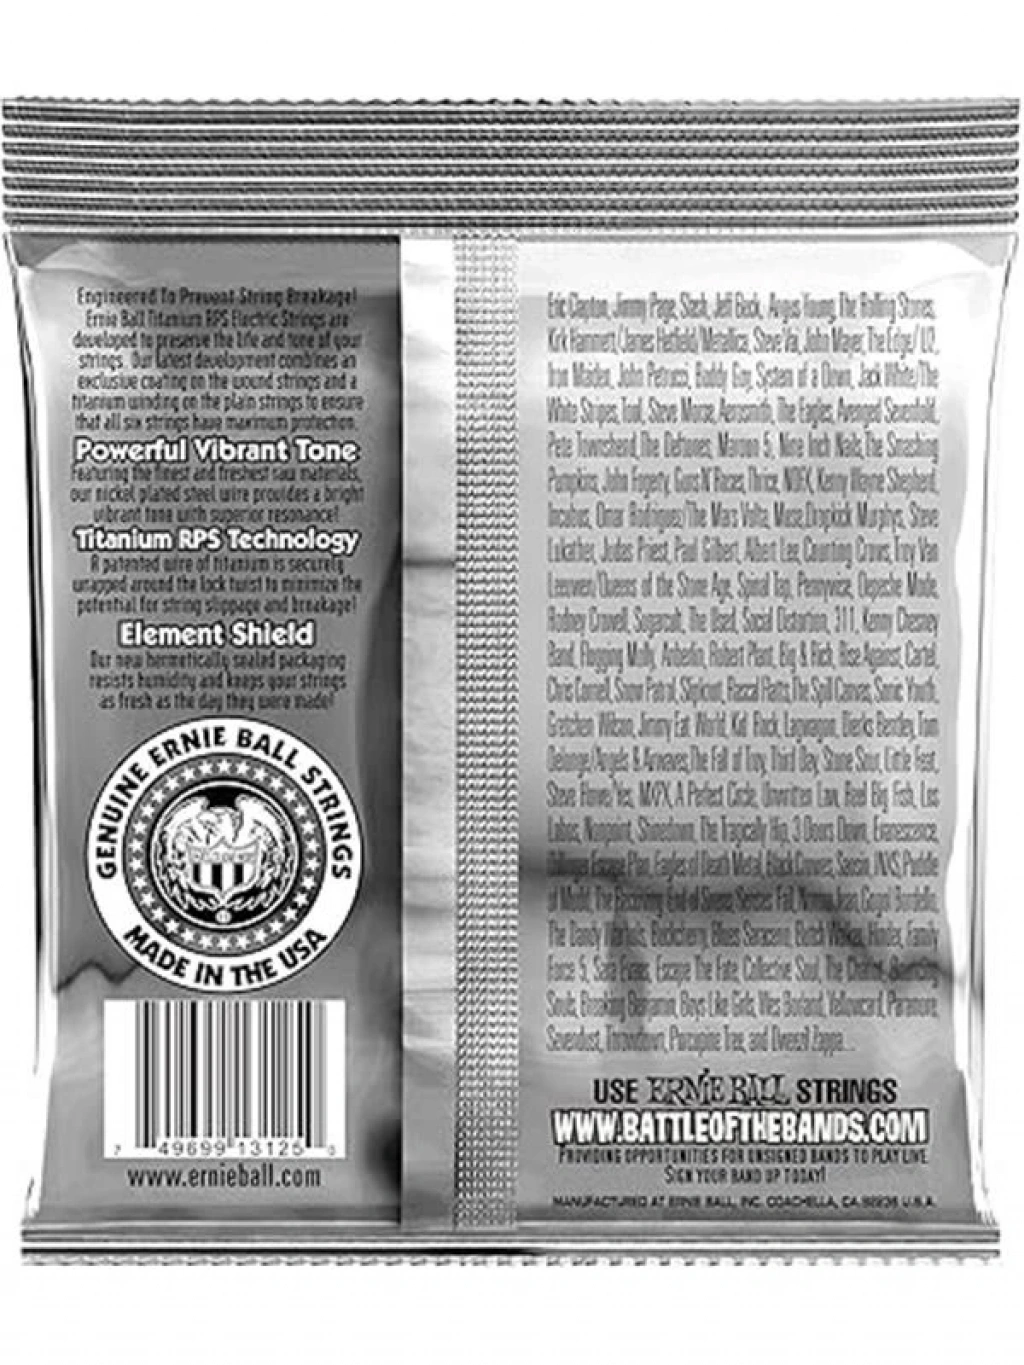 Engineered To Prevent String Breakage!
Ernie Ball Titanium RPS Electric Strings are
developed to preserve the life and tone of your
strings. Our latest development combines an
exclusive coating on the wound strings and a
titanium winding on the plain strings to ensure
that all six strings have maximum protection.
Powerful Vibrant Tone
Featuring the finest and freshest raw materials,
our nickel plated steel wire provides a bright
vibrant tone with superior resonance!
Titanium RPS Technology
A patented wire of titanium is securely
wrapped around the lock twist to minimize the
potential for string slippage and breakage!
Element Shield
Our new hermetically sealed packaging
resists humidity and keeps your strings
as fresh as the day they were made!
GENUINE ERNIE BALL STRINGS
MADE IN THE USA
7 49699 13125 0
www.ernieball.com
Eric Clapton, Jimmy Page, Slash, Jeff Beck, Angus Young, The Rolling Stones,
Kirk Hammett/James Hetfield/Metallica, Steve Vai, John Mayer, The Edge/ U2,
Iron Maiden, John Petrucci, Buddy Guy, System of a Down, Jack White/The
White Stripes, Tool, Steve Morse, Aerosmith, The Eagles, Avenged Sevenfold,
Pete Townshend, The Deftones, Maroon 5, Nine Inch Nails, The Smashing
Pumpkins, John Fogerty, Guns N' Roses, Thrice, NOFX, Kenny Wayne Shepherd,
Incubus, Omar Rodriguez/The Mars Volta, Muse, Dropkick Murphys, Steve
Lukather, Judas Priest, Paul Gilbert, Albert Lee, Counting Crows, Troy Van
Leeuwen/Queens of the Stone Age, Spinal Tap, Pennywise, Depeche Mode,
Rodney Crowell, Sugarcult, The Used, Social Distortion, 311, Kenny Chesney
Band, Flogging Molly, Anberlin, Robert Plant, Big & Rich, Rise Against, Cartel,
Chris Cornell, Snow Patrol, Slipknot, Rascal Flatts, The Spill Canvas, Sonic Youth,
Gretchen Wilson, Jimmy Eat World, Kid Rock, Lagwagon, Dierks Bentley, Tom
Delonge/Angels & Airwaves, The Fall of Troy, Third Day, Stone Sour, Little Feat,
Steve Howe/Yes, MXPX, A Perfect Circle, Unwritten Law, Reel Big Fish, Los
Lobos, Nonpoint, Shinedown, The Tragically Hip, 3 Doors Down, Evanescence,
Dillinger Escape Plan, Eagles of Death Metal, Black Crowes, Saosin, INXS, Puddle
of Mudd, The Receiving End of Sirens, Senses Fail, Norma Jean, Gogol Bordello,
The Dandy Warhols, Buckcherry, Blues Saraceno, Butch Walker, Hinder, Family
Force 5, Sara Evans, Escape The Fate, Collective Soul, The Chariot, Bouncing
Souls, Breaking Benjamin, Boys Like Girls, Wes Borland, Yellowcard, Paramore,
Sevendust, Throwdown, Porcupine Tree, and Dweezil Zappa...
USE ERNIE BALL STRINGS
WWW.BATTLEOFTHEBANDS.COM
PROVIDING OPPORTUNITIES FOR UNSIGNED BANDS TO PLAY LIVE
SIGN YOUR BAND UP TODAY!
MANUFACTURED AT ERNIE BALL, INC. COACHELLA, CA 92236 U.S.A.